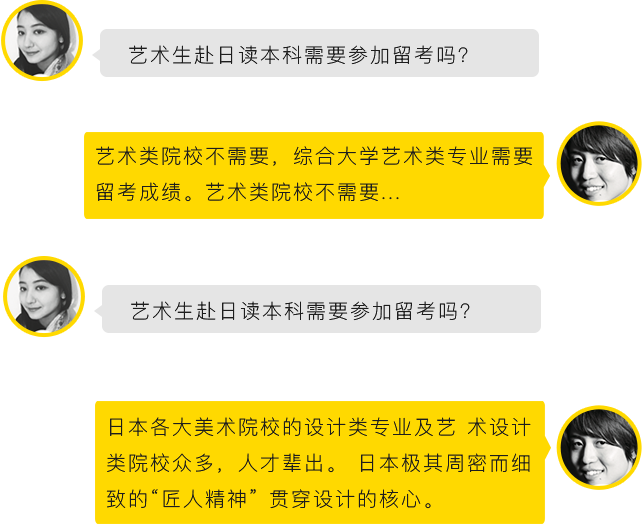 艺术生赴日读本科需要参加留考吗?
艺术类院校不需要，综合大学艺术类专业需要
留考成绩。艺术类院校不需要...
艺术生赴日读本科需要参加留考吗?
日本各大美术院校的设计类专业及艺 术设计
类院校众多，人才辈出。 日本极其周密而细
致的“匠人精神” 贯穿设计的核心。